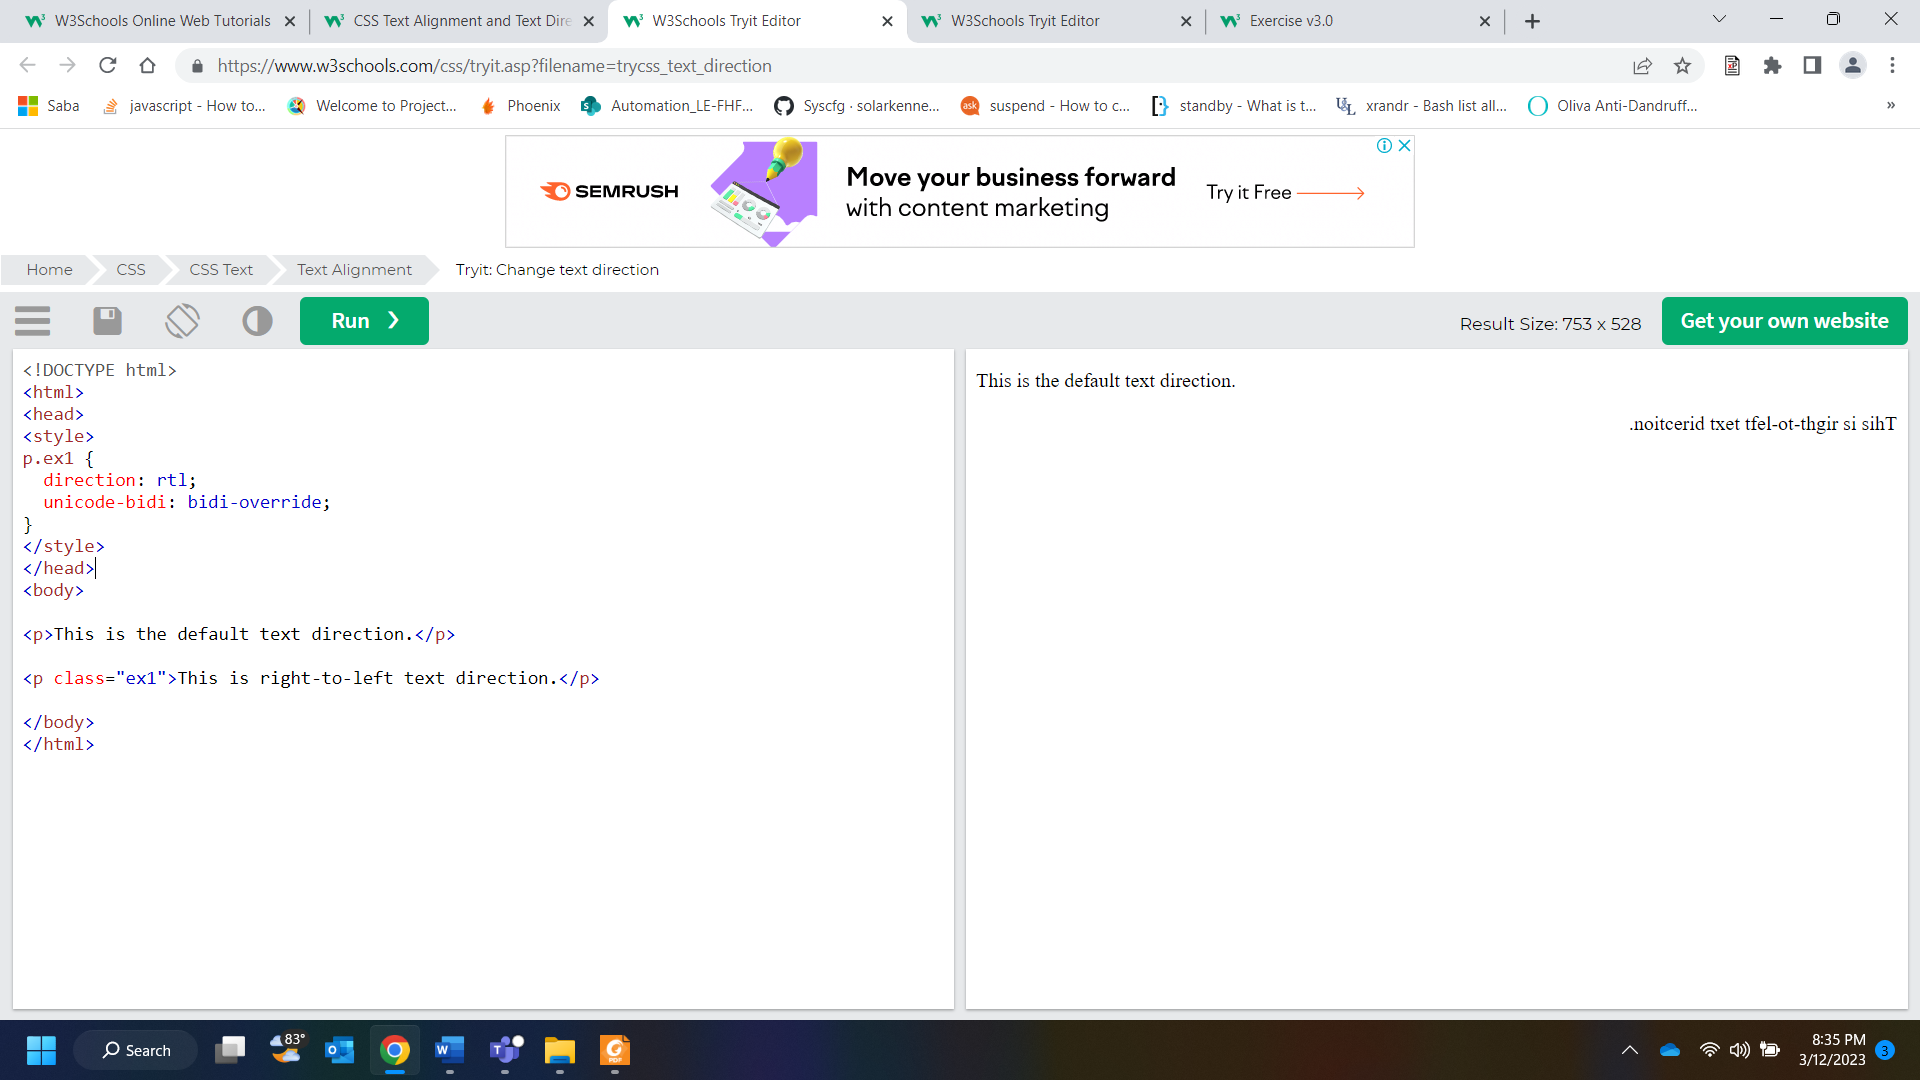 W3Schools Online Web Tutorials
CSS Text Alignment and Text Dire
W3Schools Tryit Editor
W3Schools Tryit Editor
Exercise v3.0
https://www.w3schools.com/css/tryit.asp?filename=trycss_text_direction
Saba
javascript - How to...
Welcome to Project...
Phoenix
Automation_LE-FHF...
Syscfg · solarkenne...
ask
suspend - How to c...
standby - What is t...
U&L
xrandr - Bash list all...
Oliva Anti-Dandruff...
»
SEMRUSH
Move your business forward
with content marketing
Try it Free
Home
CSS
CSS Text
Text Alignment
Tryit: Change text direction
Run ❯
Result Size: 753 x 528
Get your own website
<!DOCTYPE html>
<html>
<head>
<style>
p.ex1 {
  direction: rtl;
  unicode-bidi: bidi-override;
}
</style>
</head>
<body>
<p>This is the default text direction.</p>
<p class="ex1">This is right-to-left text direction.</p>
</body>
</html>
This is the default text direction.
.noitcerid txet tfel-ot-thgir si sihT
Search
83°
8:35 PM
3/12/2023
3